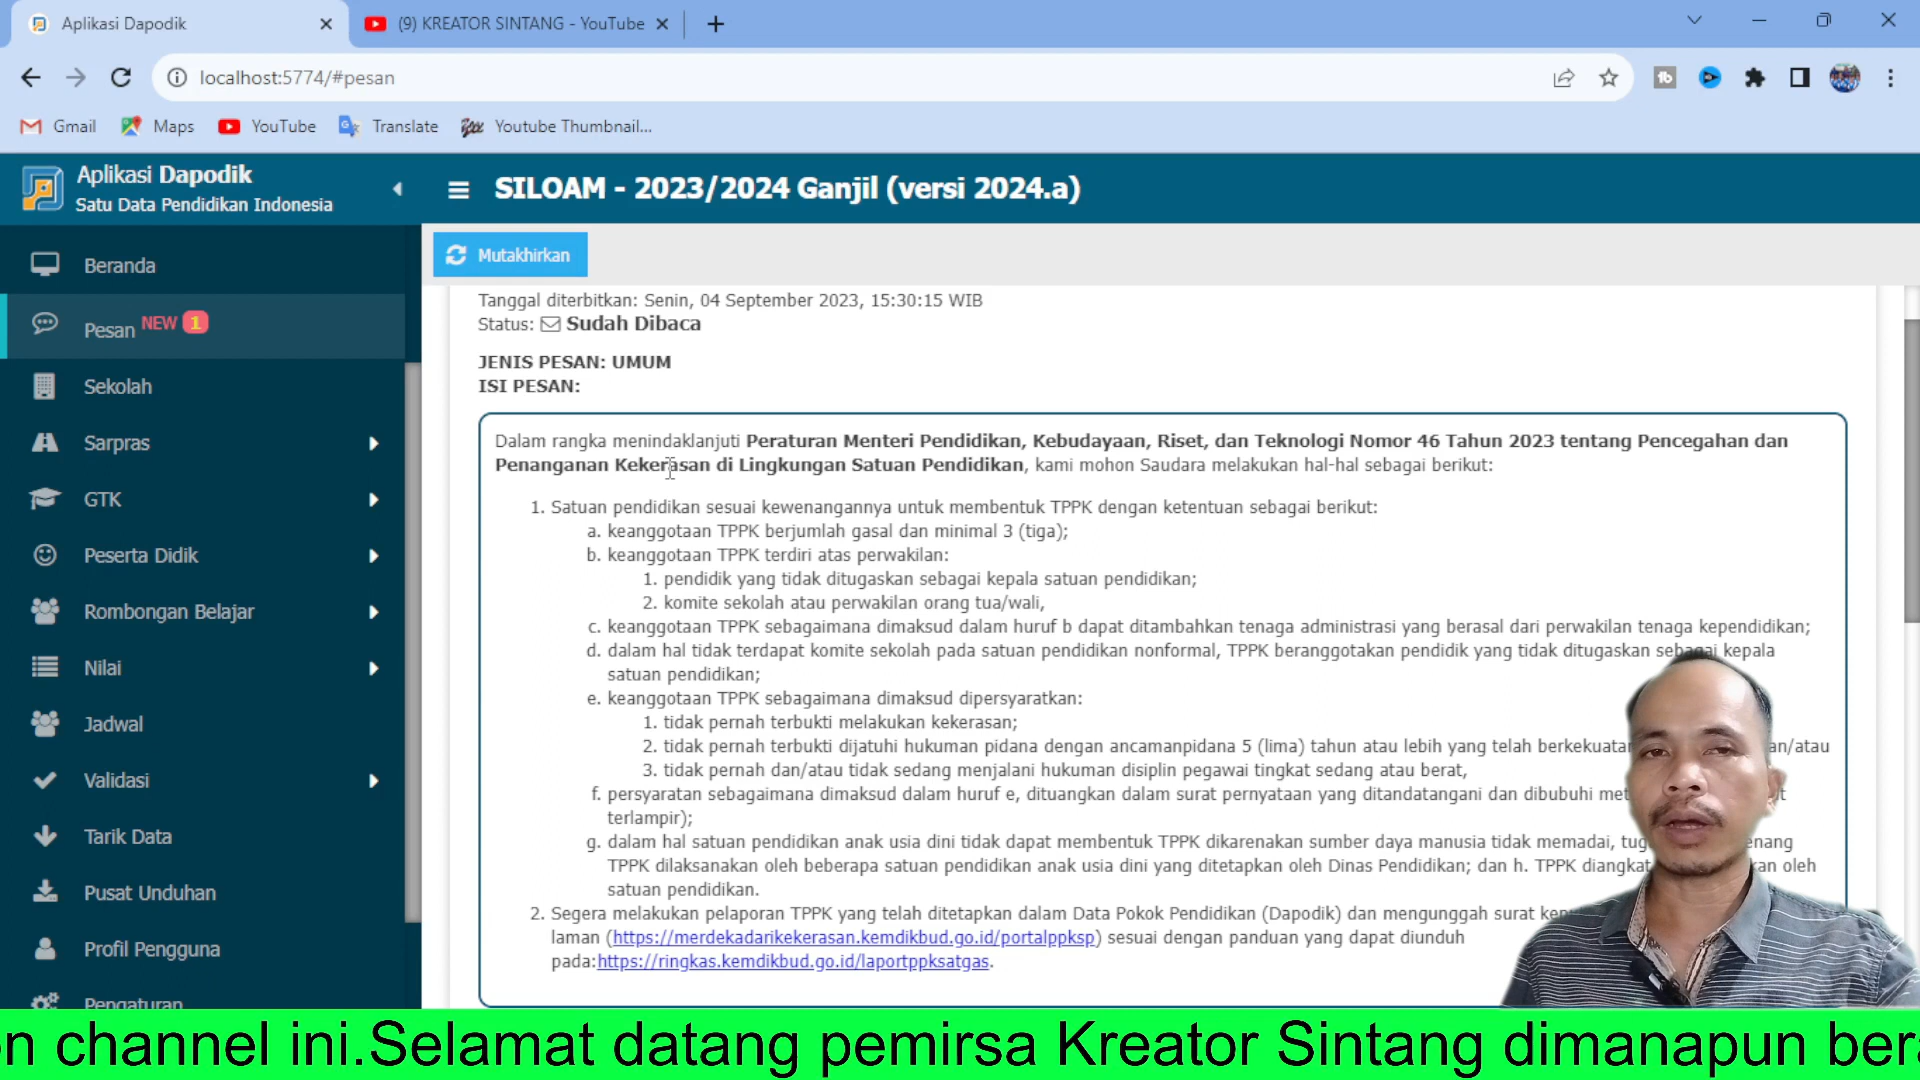 Aplikasi Dapodik
(9) KREATOR SINTANG - YouTube
localhost:5774/#pesan
Gmail
Maps
YouTube
Translate
Youtube Thumbnail...
Aplikasi Dapodik
Satu Data Pendidikan Indonesia
SILOAM - 2023/2024 Ganjil (versi 2024.a)
Mutakhirkan
Beranda
Pesan NEW 1
Sekolah
Sarpras
GTK
Peserta Didik
Rombongan Belajar
Nilai
Jadwal
Validasi
Tarik Data
Pusat Unduhan
Profil Pengguna
Pengaturan
Tanggal diterbitkan: Senin, 04 September 2023, 15:30:15 WIB
Status: Sudah Dibaca
JENIS PESAN: UMUM
ISI PESAN:
Dalam rangka menindaklanjuti Peraturan Menteri Pendidikan, Kebudayaan, Riset, dan Teknologi Nomor 46 Tahun 2023 tentang Pencegahan dan
Penanganan Kekerasan di Lingkungan Satuan Pendidikan, kami mohon Saudara melakukan hal-hal sebagai berikut:
1. Satuan pendidikan sesuai kewenangannya untuk membentuk TPPK dengan ketentuan sebagai berikut:
a. keanggotaan TPPK berjumlah gasal dan minimal 3 (tiga);
b. keanggotaan TPPK terdiri atas perwakilan:
1. pendidik yang tidak ditugaskan sebagai kepala satuan pendidikan;
2. komite sekolah atau perwakilan orang tua/wali,
c. keanggotaan TPPK sebagaimana dimaksud dalam huruf b dapat ditambahkan tenaga administrasi yang berasal dari perwakilan tenaga kependidikan;
d. dalam hal tidak terdapat komite sekolah pada satuan pendidikan nonformal, TPPK beranggotakan pendidik yang tidak ditugaskan sebagai kepala
satuan pendidikan;
e. keanggotaan TPPK sebagaimana dimaksud dipersyaratkan:
1. tidak pernah terbukti melakukan kekerasan;
2. tidak pernah terbukti dijatuhi hukuman pidana dengan ancamanpidana 5 (lima) tahun atau lebih yang telah berkekuatan an/atau
3. tidak pernah dan/atau tidak sedang menjalani hukuman disiplin pegawai tingkat sedang atau berat,
f. persyaratan sebagaimana dimaksud dalam huruf e, dituangkan dalam surat pernyataan yang ditandatangani dan dibubuhi
terlampir);
g. dalam hal satuan pendidikan anak usia dini tidak dapat membentuk TPPK dikarenakan sumber daya manusia tidak memadai, enang
TPPK dilaksanakan oleh beberapa satuan pendidikan anak usia dini yang ditetapkan oleh Dinas Pendidikan; dan h. TPPK diangkat kan oleh
satuan pendidikan.
2. Segera melakukan pelaporan TPPK yang telah ditetapkan dalam Data Pokok Pendidikan (Dapodik) dan mengunggah surat
laman (https://merdekadarikekerasan.kemdikbud.go.id/portalppksp) sesuai dengan panduan yang dapat diunduh
pada:https://ringkas.kemdikbud.go.id/laportppksatgas.
n channel ini.Selamat datang pemirsa Kreator Sintang dimanapun ber